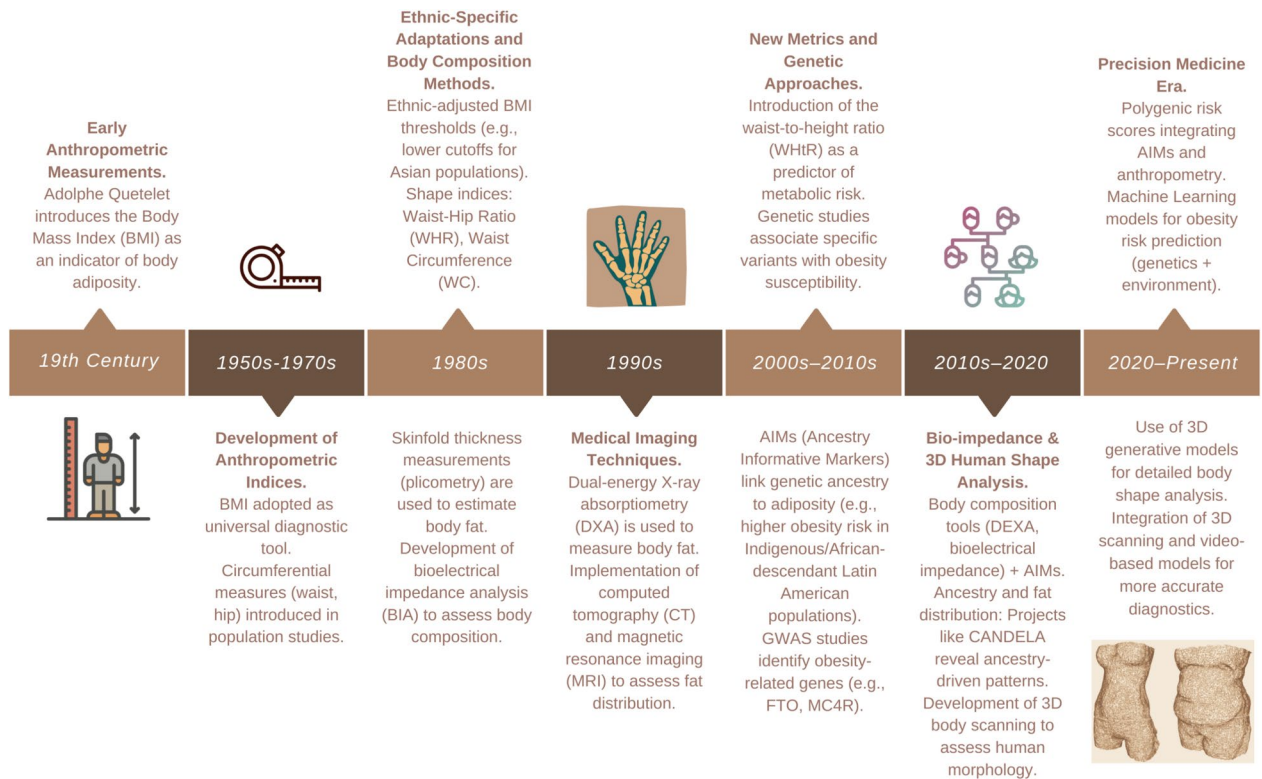 Early
Anthropometric
Measurements.
Adolphe Quetelet
introduces the Body
Mass Index (BMI) as
an indicator of body
adiposity.
19th Century
1950s-1970s
Development of
Anthropometric
Indices.
BMI adopted as
universal diagnostic
tool.
Circumferential
measures (waist,
hip) introduced in
population studies.
Ethnic-Specific
Adaptations and
Body Composition
Methods.
Ethnic-adjusted BMI
thresholds (e.g.,
lower cutoffs for
Asian populations).
Shape indices:
Waist-Hip Ratio
(WHR), Waist
Circumference
(WC).
1980s
Skinfold thickness
measurements
(plicometry) are
used to estimate
body fat.
Development of
bioelectrical
impedance analysis
(BIA) to assess body
composition.
1990s
Medical Imaging
Techniques.
Dual-energy X-ray
absorptiometry
(DXA) is used to
measure body fat.
Implementation of
computed
tomography (CT)
and magnetic
resonance imaging
(MRI) to assess fat
distribution.
New Metrics and
Genetic
Approaches.
Introduction of the
waist-to-height ratio
(WHtR) as a
predictor of
metabolic risk.
Genetic studies
associate specific
variants with obesity
susceptibility.
2000s–2010s
AIMs (Ancestry
Informative Markers)
link genetic ancestry
to adiposity (e.g.,
higher obesity risk in
Indigenous/African-
descendant Latin
American
populations).
GWAS studies
identify obesity-
related genes (e.g.,
FTO, MC4R).
2010s–2020
Bio-impedance &
3D Human Shape
Analysis.
Body composition
tools (DEXA,
bioelectrical
impedance) + AIMs.
Ancestry and fat
distribution: Projects
like CANDELA
reveal ancestry-
driven patterns.
Development of 3D
body scanning to
assess human
morphology.
Precision Medicine
Era.
Polygenic risk
scores integrating
AIMs and
anthropometry.
Machine Learning
models for obesity
risk prediction
(genetics +
environment).
2020–Present
Use of 3D
generative models
for detailed body
shape analysis.
Integration of 3D
scanning and video-
based models for
more accurate
diagnostics.